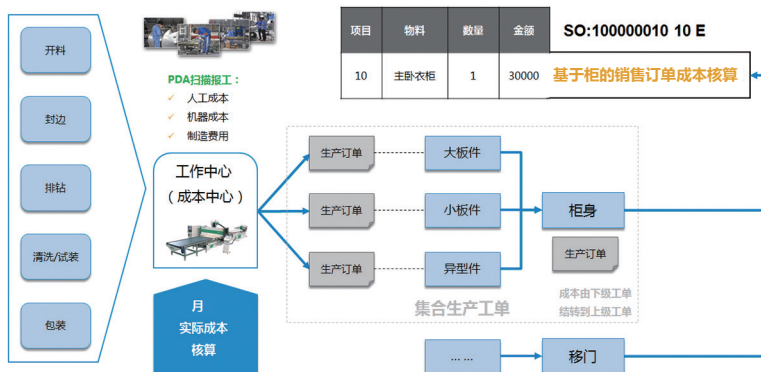 开料
封边
排钻
清洗/试装
包装
PDA扫描报工：
✓ 人工成本
✓ 机器成本
✓ 制造费用
工作中心
（成本中心）
月
实际成本
核算
项目 物料 数量 金额
10 主卧衣柜 1 30000
SO:100000010 10 E
基于柜的销售订单成本核算
生产订单 大板件
生产订单 小板件
生产订单 异型件
柜身
生产订单
集合生产工单
成本由下级工单
结转到上级工单
... ...
移门